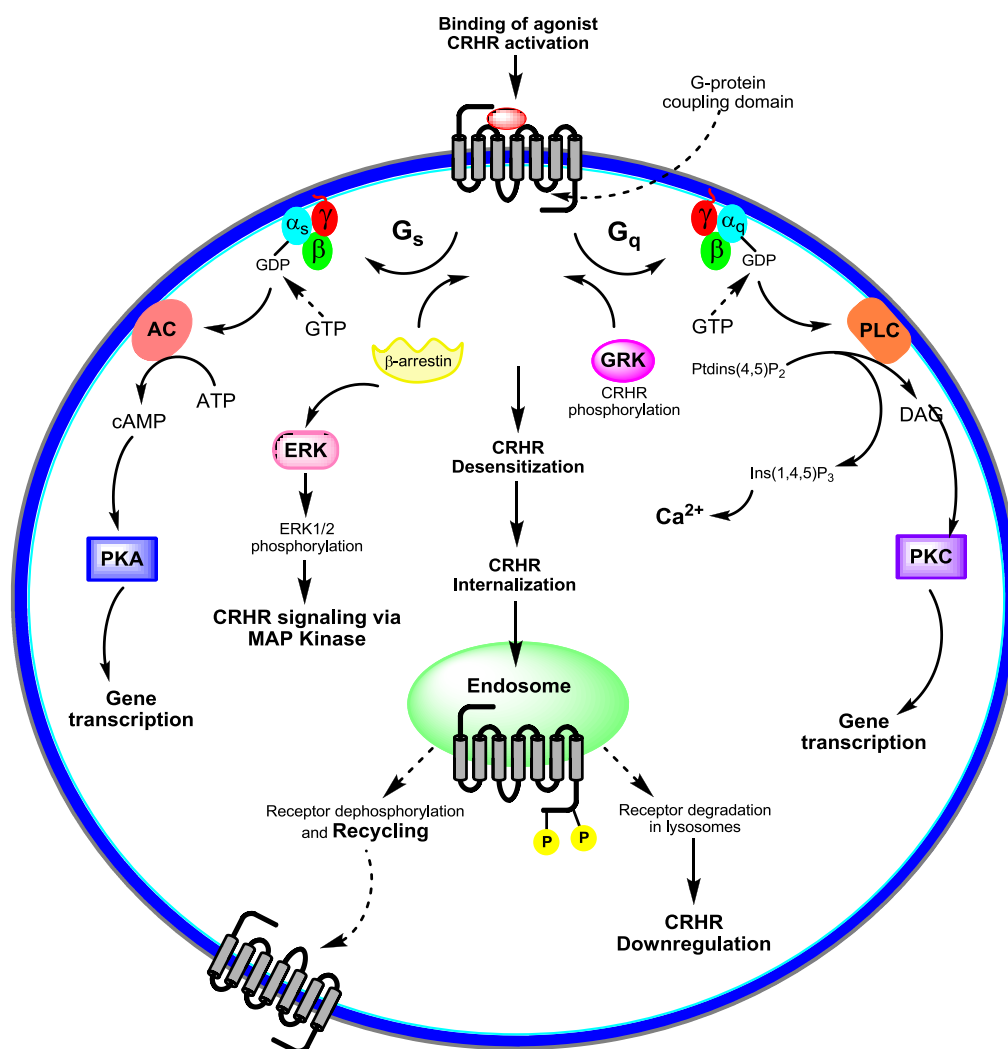 Binding of agonist
CRHR activation
G-protein
coupling domain
αs
γ
β
GDP
Gs
Gq
γ
αq
β
GDP
GTP
GTP
AC
PLC
β-arrestin
GRK
CRHR
phosphorylation
Ptdins(4,5)P2
ATP
cAMP
DAG
ERK
CRHR
Desensitization
Ins(1,4,5)P3
Ca2+
ERK1/2
phosphorylation
PKA
PKC
CRHR
Internalization
CRHR signaling via
MAP Kinase
Endosome
Gene
transcription
Gene
transcription
Receptor dephosphorylation
and Recycling
P
P
Receptor degradation
in lysosomes
CRHR
Downregulation